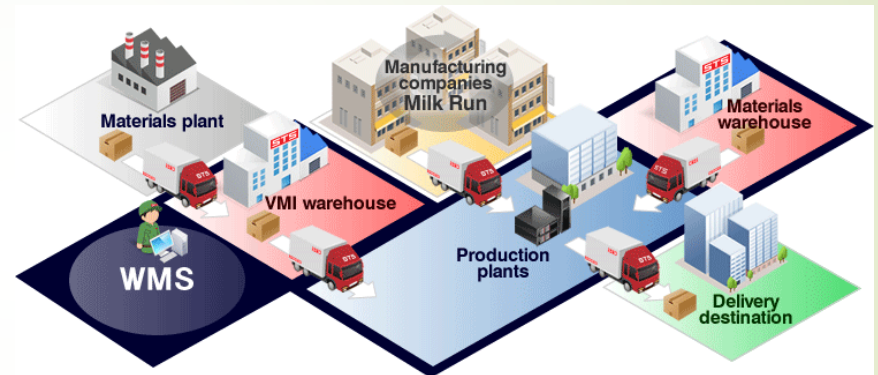 Manufacturing
companies
Milk Run
STS
Materials
warehouse
Materials plant
STS
STS
STS
STS
VMI warehouse
STS
WMS
Production
plants
STS
Delivery
destination